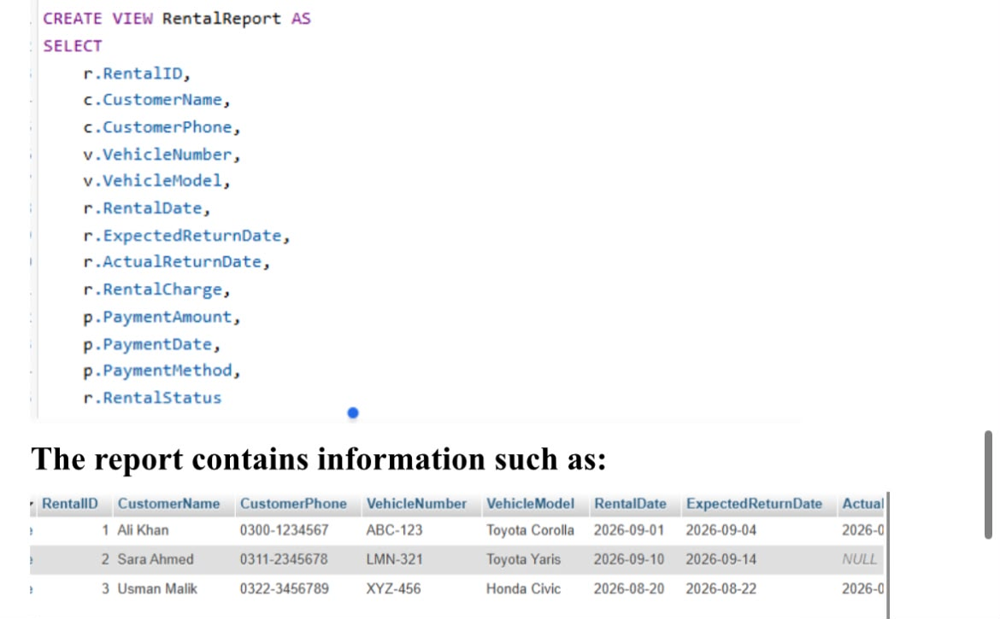 CREATE VIEW RentalReport AS
SELECT
r.RentalID,
c.CustomerName,
c.CustomerPhone,
v.VehicleNumber,
v.VehicleModel,
r.RentalDate,
r.ExpectedReturnDate,
r.ActualReturnDate,
r.RentalCharge,
p.PaymentAmount,
p.PaymentDate,
p.PaymentMethod,
r.RentalStatus
The report contains information such as:
RentalID CustomerName CustomerPhone VehicleNumber VehicleModel RentalDate ExpectedReturnDate Actual
1 Ali Khan 0300-1234567 ABC-123 Toyota Corolla 2026-09-01 2026-09-04 2026-0
2 Sara Ahmed 0311-2345678 LMN-321 Toyota Yaris 2026-09-10 2026-09-14 NULL
3 Usman Malik 0322-3456789 XYZ-456 Honda Civic 2026-08-20 2026-08-22 2026-0